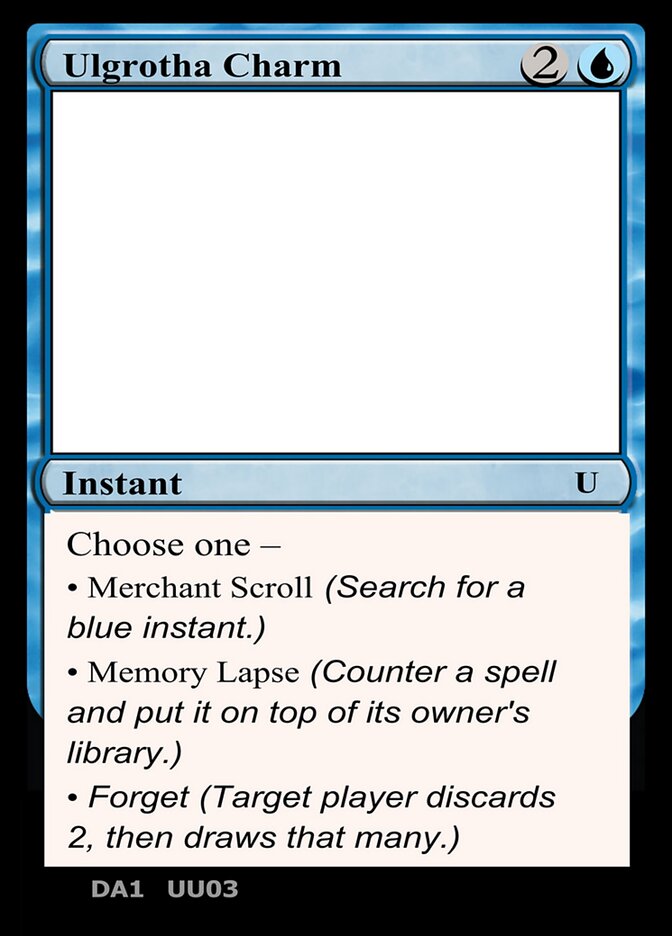 Ulgrotha Charm 2
Instant U
Choose one –
• Merchant Scroll (Search for a
blue instant.)
• Memory Lapse (Counter a spell
and put it on top of its owner's
library.)
• Forget (Target player discards
2, then draws that many.)
DA1 UU03